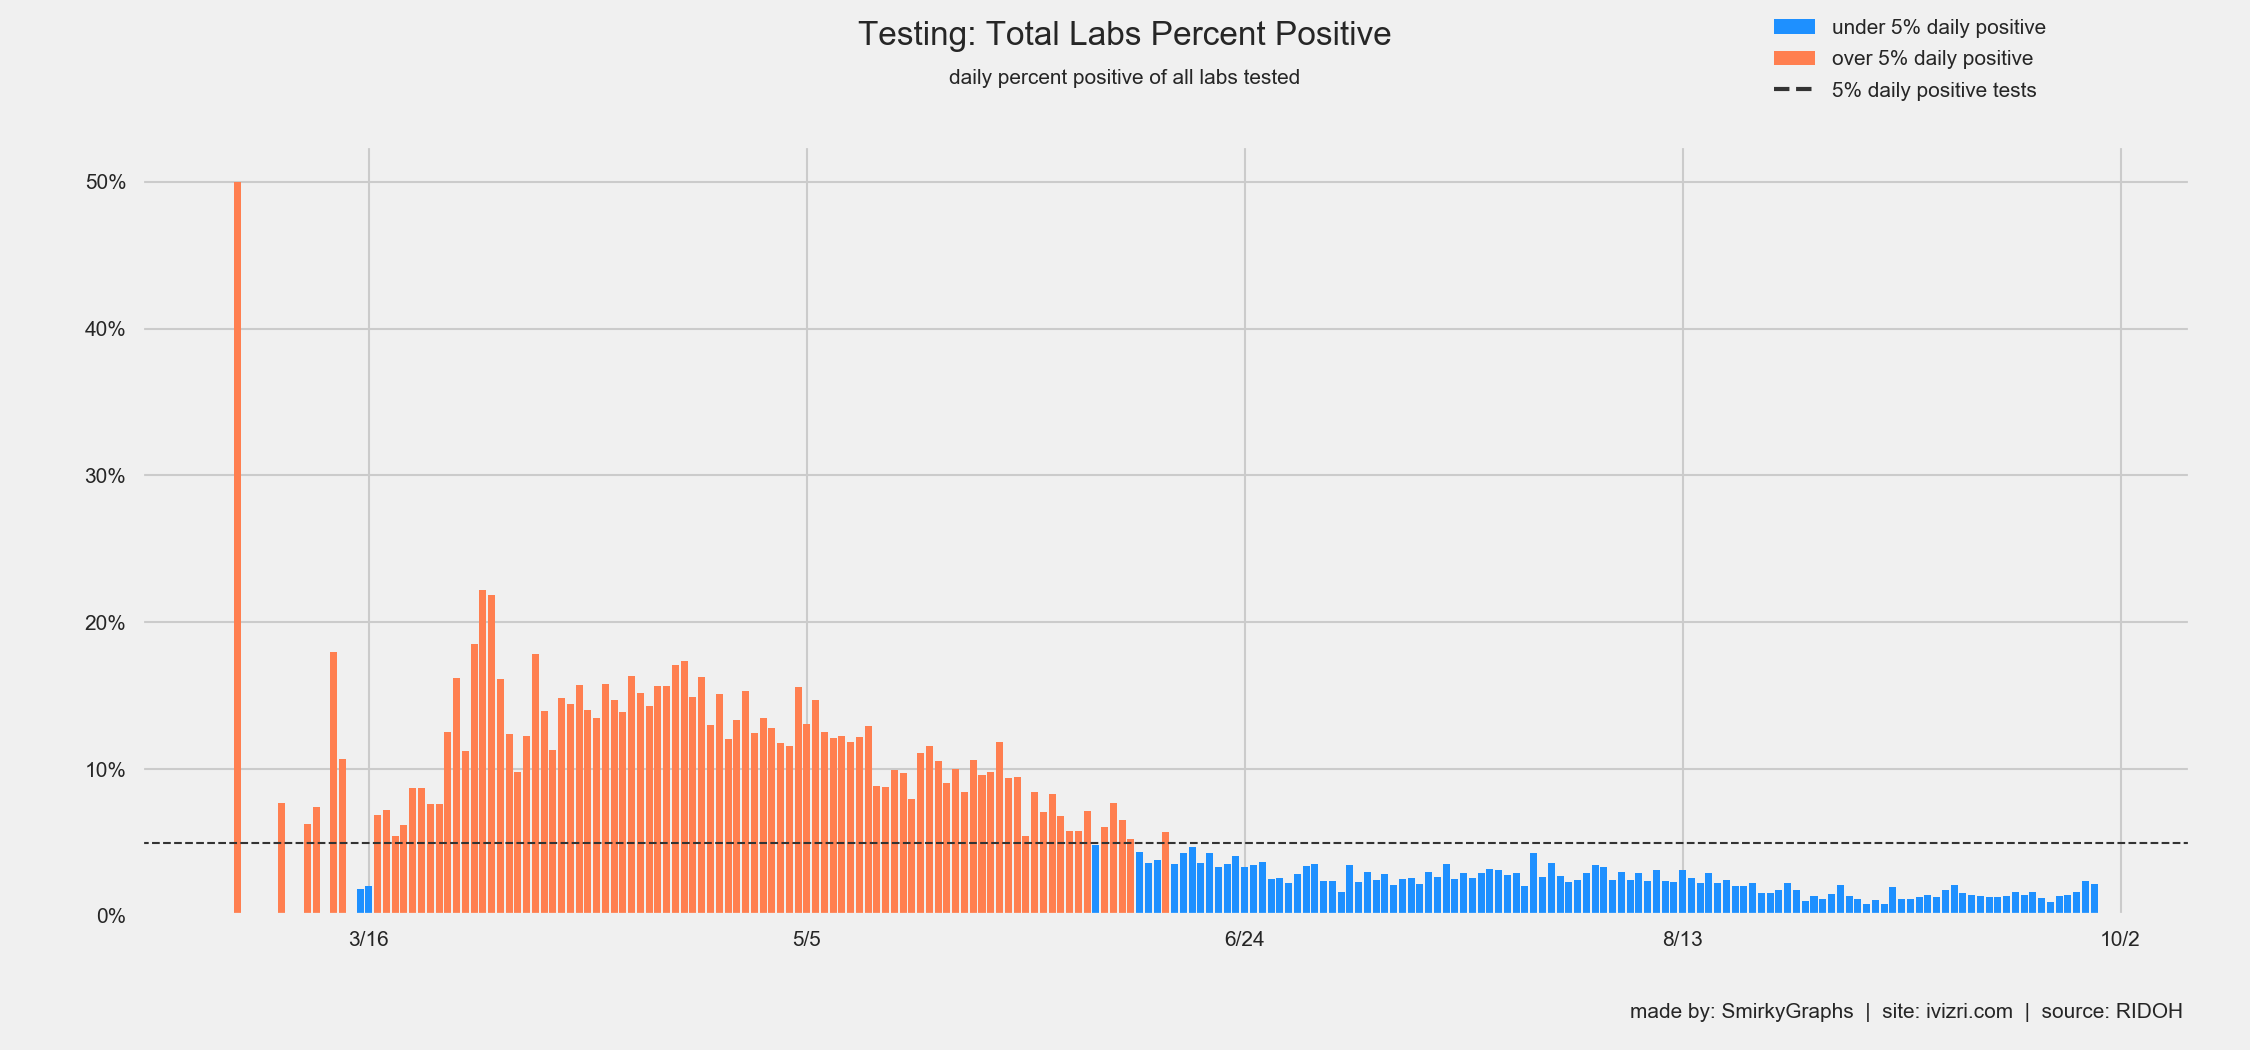 Testing: Total Labs Percent Positive
daily percent positive of all labs tested
under 5% daily positive
over 5% daily positive
5% daily positive tests
50%
40%
30%
20%
10%
0%
3/16
5/5
6/24
8/13
10/2
made by: SmirkyGraphs | site: ivizri.com | source: RIDOH